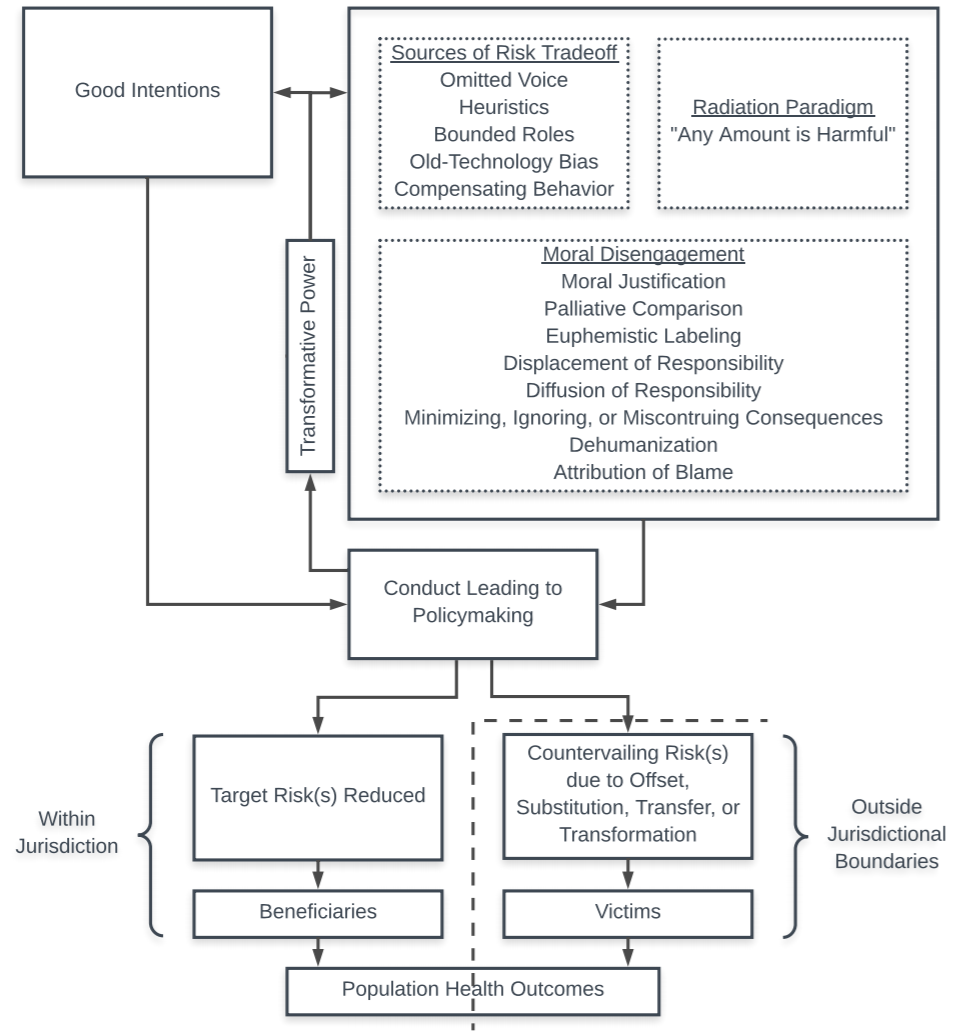 Good Intentions
Sources of Risk Tradeoff
Omitted Voice
Heuristics
Bounded Roles
Old-Technology Bias
Compensating Behavior
Radiation Paradigm
"Any Amount is Harmful"
Transformative Power
Moral Disengagement
Moral Justification
Palliative Comparison
Euphemistic Labeling
Displacement of Responsibility
Diffusion of Responsibility
Minimizing, Ignoring, or Miscontruing Consequences
Dehumanization
Attribution of Blame
Conduct Leading to
Policymaking
Within
Jurisdiction
Target Risk(s) Reduced
Countervailing Risk(s)
due to Offset,
Substitution, Transfer, or
Transformation
Outside
Jurisdictional
Boundaries
Beneficiaries
Victims
Population Health Outcomes